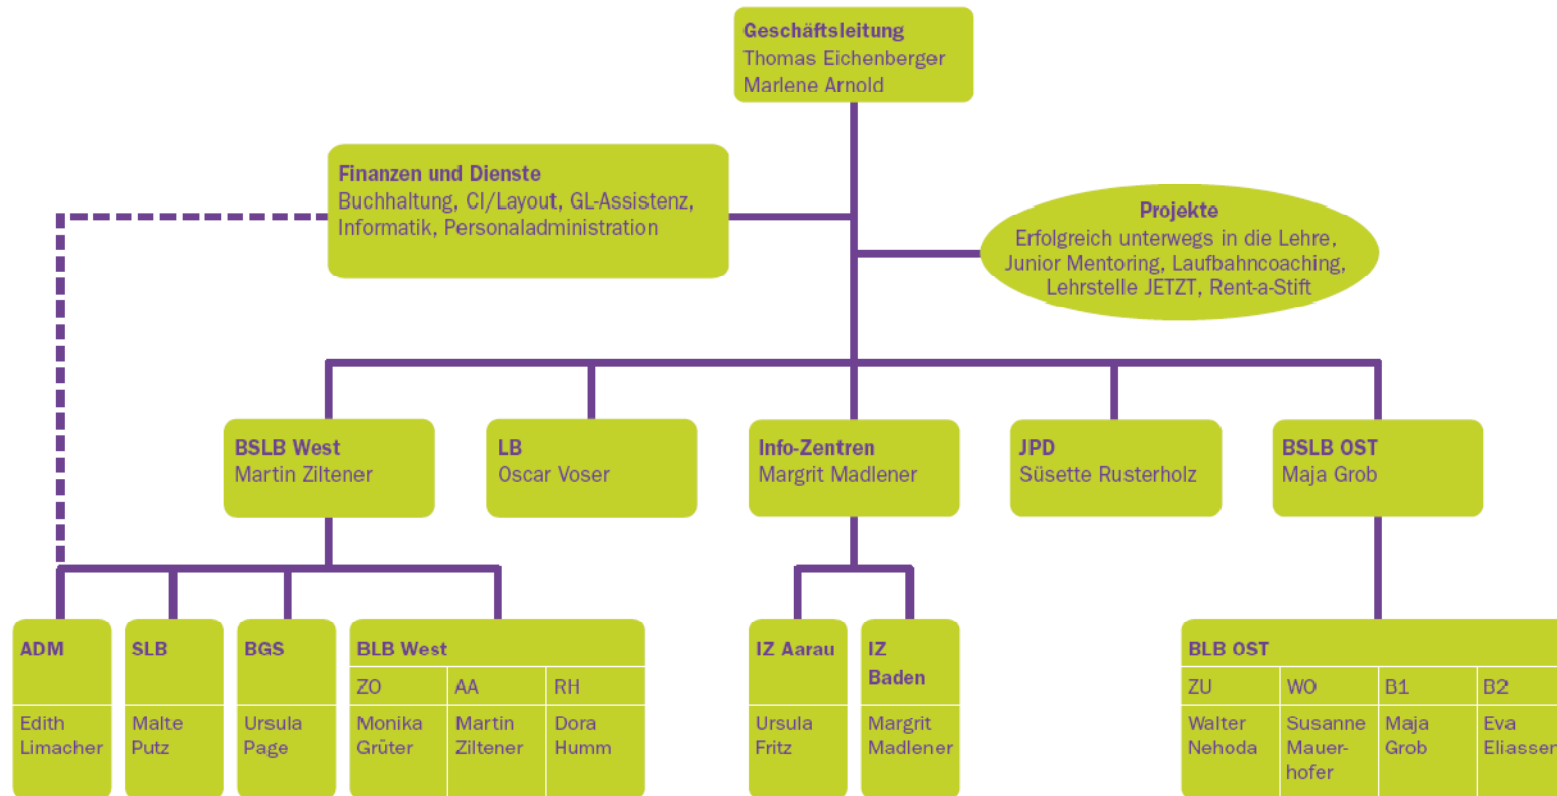 Geschäftsleitung
Thomas Eichenberger
Marlene Arnold
Finanzen und Dienste
Buchhaltung, CI/Layout, GL-Assistenz,
Informatik, Personaladministration
Projekte
Erfolgreich unterwegs in die Lehre,
Junior Mentoring, Laufbahncoaching,
Lehrstelle JETZT, Rent-a-Stift
BSLB West
Martin Ziltener
LB
Oscar Voser
Info-Zentren
Margrit Madlener
JPD
Süsette Rusterholz
BSLB OST
Maja Grob
ADM
Edith
Limacher
SLB
Malte
Putz
BGS
Ursula
Page
BLB West
ZO
Monika
Grüter
AA
Martin
Ziltener
RH
Dora
Humm
IZ Aarau
Ursula
Fritz
IZ
Baden
Margrit
Madlener
BLB OST
ZU
Walter
Nehoda
WO
Susanne
Mauer-
hofer
B1
Maja
Grob
B2
Eva
Eliassen